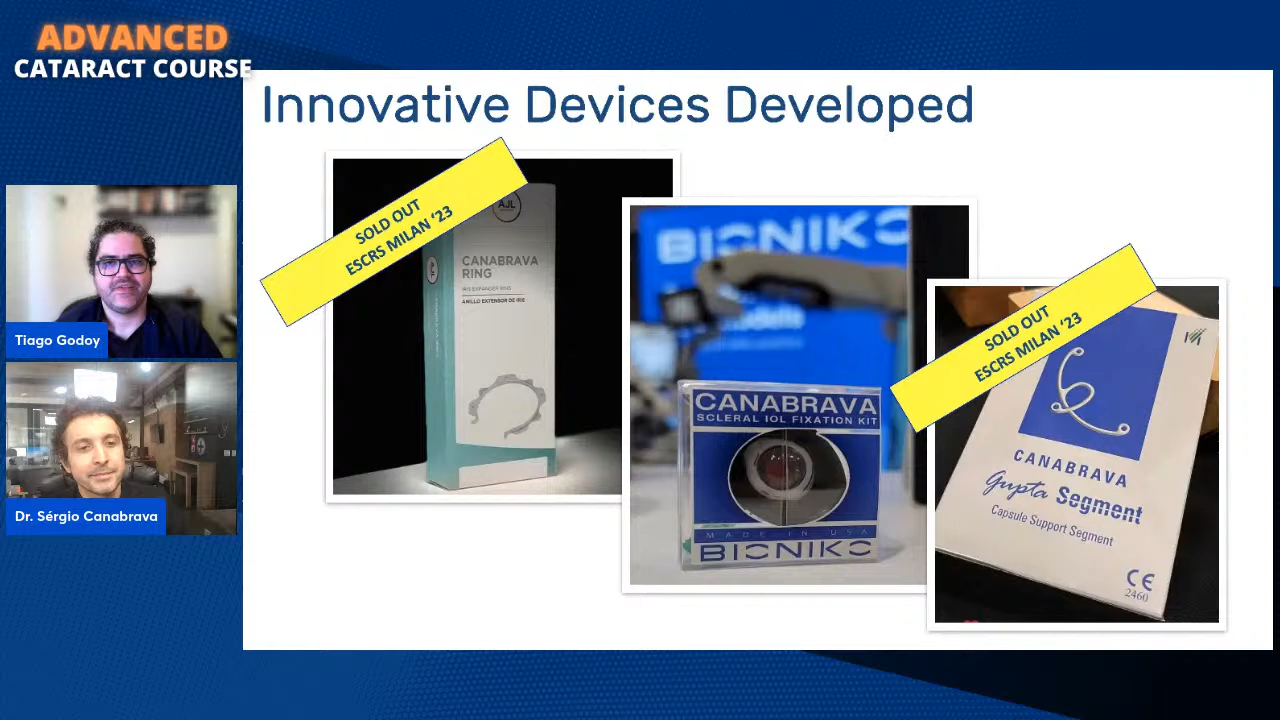 ADVANCED
CATARACT COURSE
Innovative Devices Developed
SOLD OUT
ESCRS MILAN ‘23
AJL
CANABRAVA
RING
IRIS EXPANDER RING
ANILLO EXTENSOR DE IRIS
AJL
BIONIKO
CANABRAVA
SCLERAL IOL FIXATION KIT
MADE IN USA
BIONIKO
SOLD OUT
ESCRS MILAN ‘23
CANABRAVA
Gupta Segment
Capsule Support Segment
CE
2460
Tiago Godoy
Dr. Sérgio Canabrava